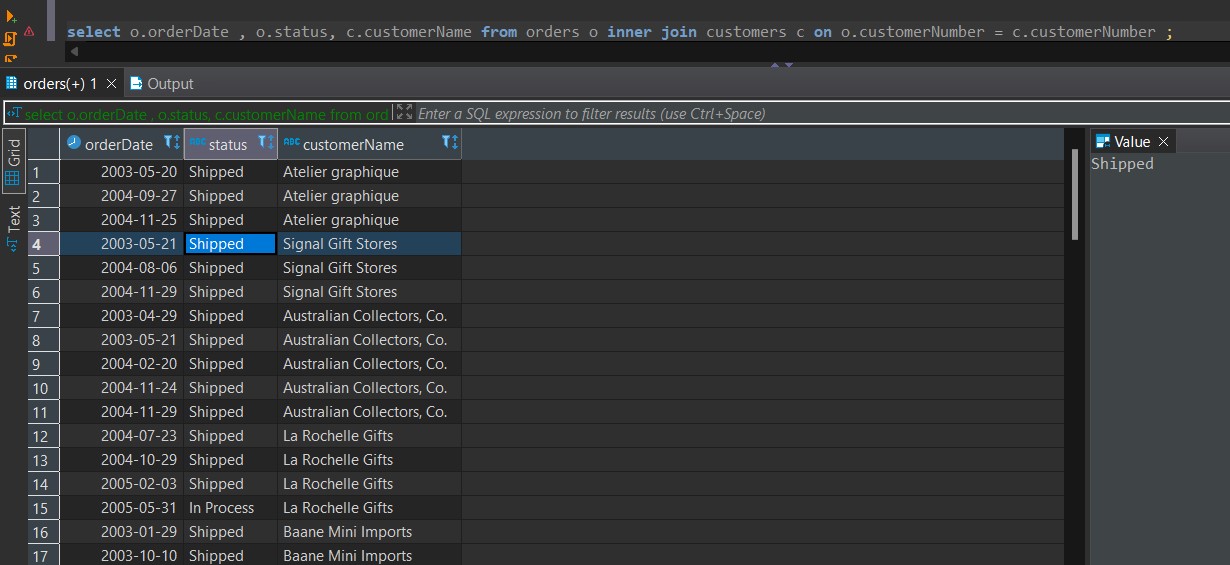 select o.orderDate , o.status, c.customerName from orders o inner join customers c on o.customerNumber = c.customerNumber ;
orders(+) 1 Output
select o.orderDate , o.status, c.customerName from ord Enter a SQL expression to filter results (use Ctrl+Space)
Grid
Text
orderDate ABC status ABC customerName
1 2003-05-20 Shipped Atelier graphique
2 2004-09-27 Shipped Atelier graphique
3 2004-11-25 Shipped Atelier graphique
4 2003-05-21 Shipped Signal Gift Stores
5 2004-08-06 Shipped Signal Gift Stores
6 2004-11-29 Shipped Signal Gift Stores
7 2003-04-29 Shipped Australian Collectors, Co.
8 2003-05-21 Shipped Australian Collectors, Co.
9 2004-02-20 Shipped Australian Collectors, Co.
10 2004-11-24 Shipped Australian Collectors, Co.
11 2004-11-29 Shipped Australian Collectors, Co.
12 2004-07-23 Shipped La Rochelle Gifts
13 2004-10-29 Shipped La Rochelle Gifts
14 2005-02-03 Shipped La Rochelle Gifts
15 2005-05-31 In Process La Rochelle Gifts
16 2003-01-29 Shipped Baane Mini Imports
17 2003-10-10 Shipped Baane Mini Imports
Value
Shipped